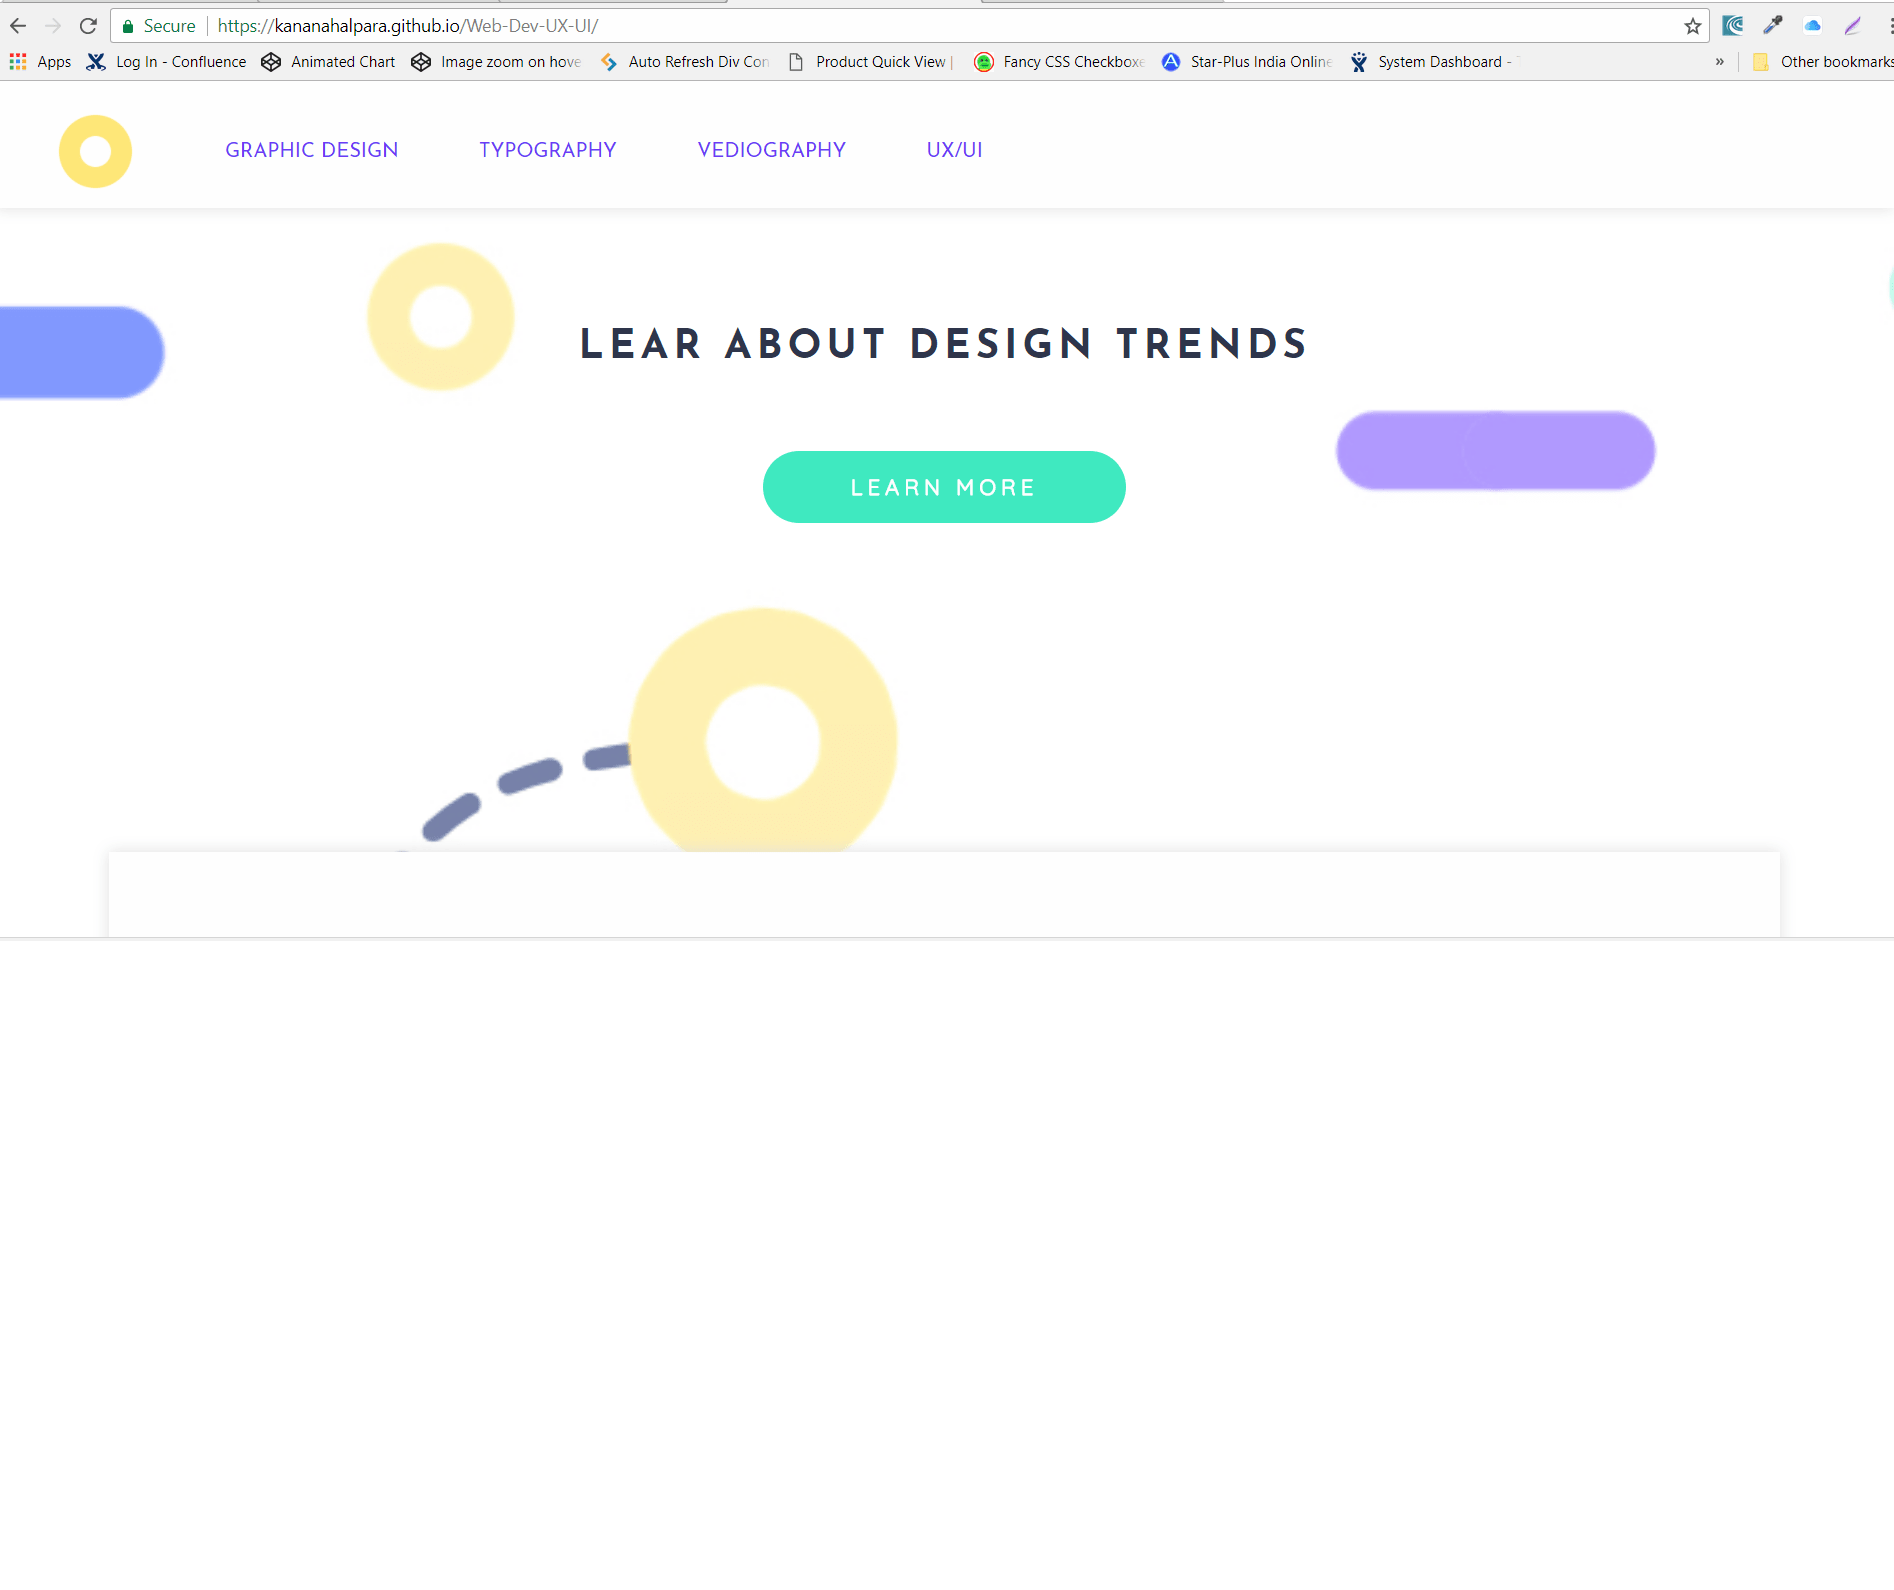 Secure https://kananahalpara.github.io/Web-Dev-UX-UI/
Apps Log In - Confluence Animated Chart Image zoom on hove Auto Refresh Div Con Product Quick View | Fancy CSS Checkboxe Star-Plus India Online System Dashboard - » Other bookmarks
GRAPHIC DESIGN TYPOGRAPHY VEDIOGRAPHY UX/UI
LEAR ABOUT DESIGN TRENDS
LEARN MORE